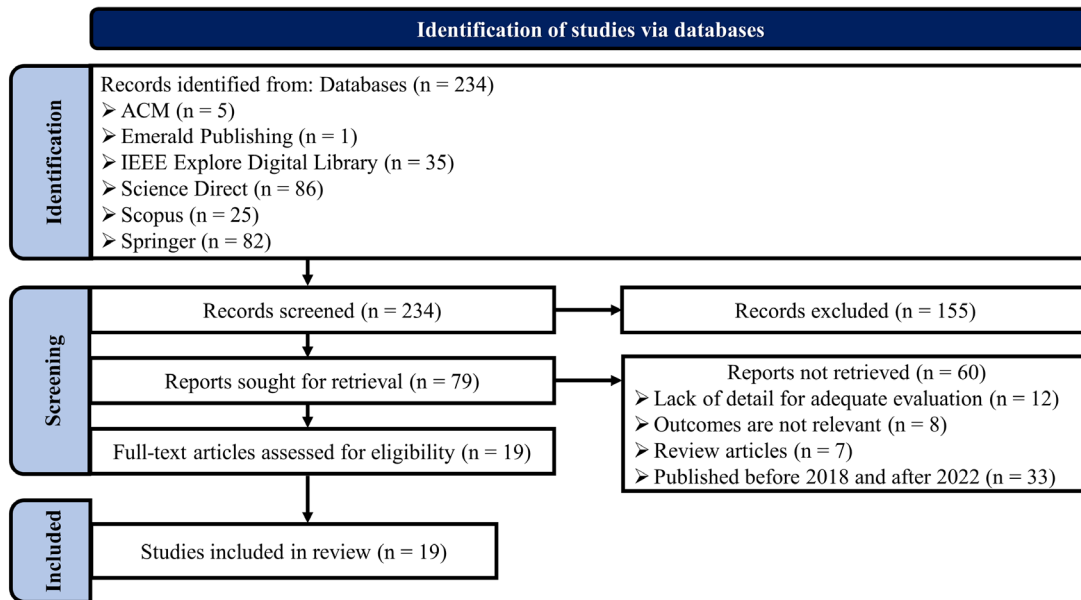 Identification of studies via databases
Identification
Records identified from: Databases (n = 234)
➢ ACM (n = 5)
➢ Emerald Publishing (n = 1)
➢ IEEE Explore Digital Library (n = 35)
➢ Science Direct (n = 86)
➢ Scopus (n = 25)
➢ Springer (n = 82)
Screening
Records screened (n = 234)
Records excluded (n = 155)
Reports sought for retrieval (n = 79)
Reports not retrieved (n = 60)
➢ Lack of detail for adequate evaluation (n = 12)
➢ Outcomes are not relevant (n = 8)
➢ Review articles (n = 7)
➢ Published before 2018 and after 2022 (n = 33)
Full-text articles assessed for eligibility (n = 19)
Included
Studies included in review (n = 19)